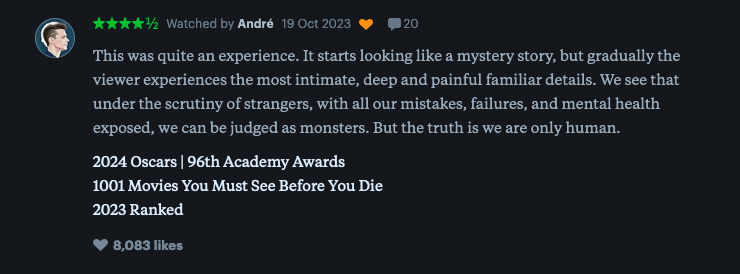 ★★★★½ Watched by André 19 Oct 2023 20
This was quite an experience. It starts looking like a mystery story, but gradually the
viewer experiences the most intimate, deep and painful familiar details. We see that
under the scrutiny of strangers, with all our mistakes, failures, and mental health
exposed, we can be judged as monsters. But the truth is we are only human.
2024 Oscars | 96th Academy Awards
1001 Movies You Must See Before You Die
2023 Ranked
8,083 likes